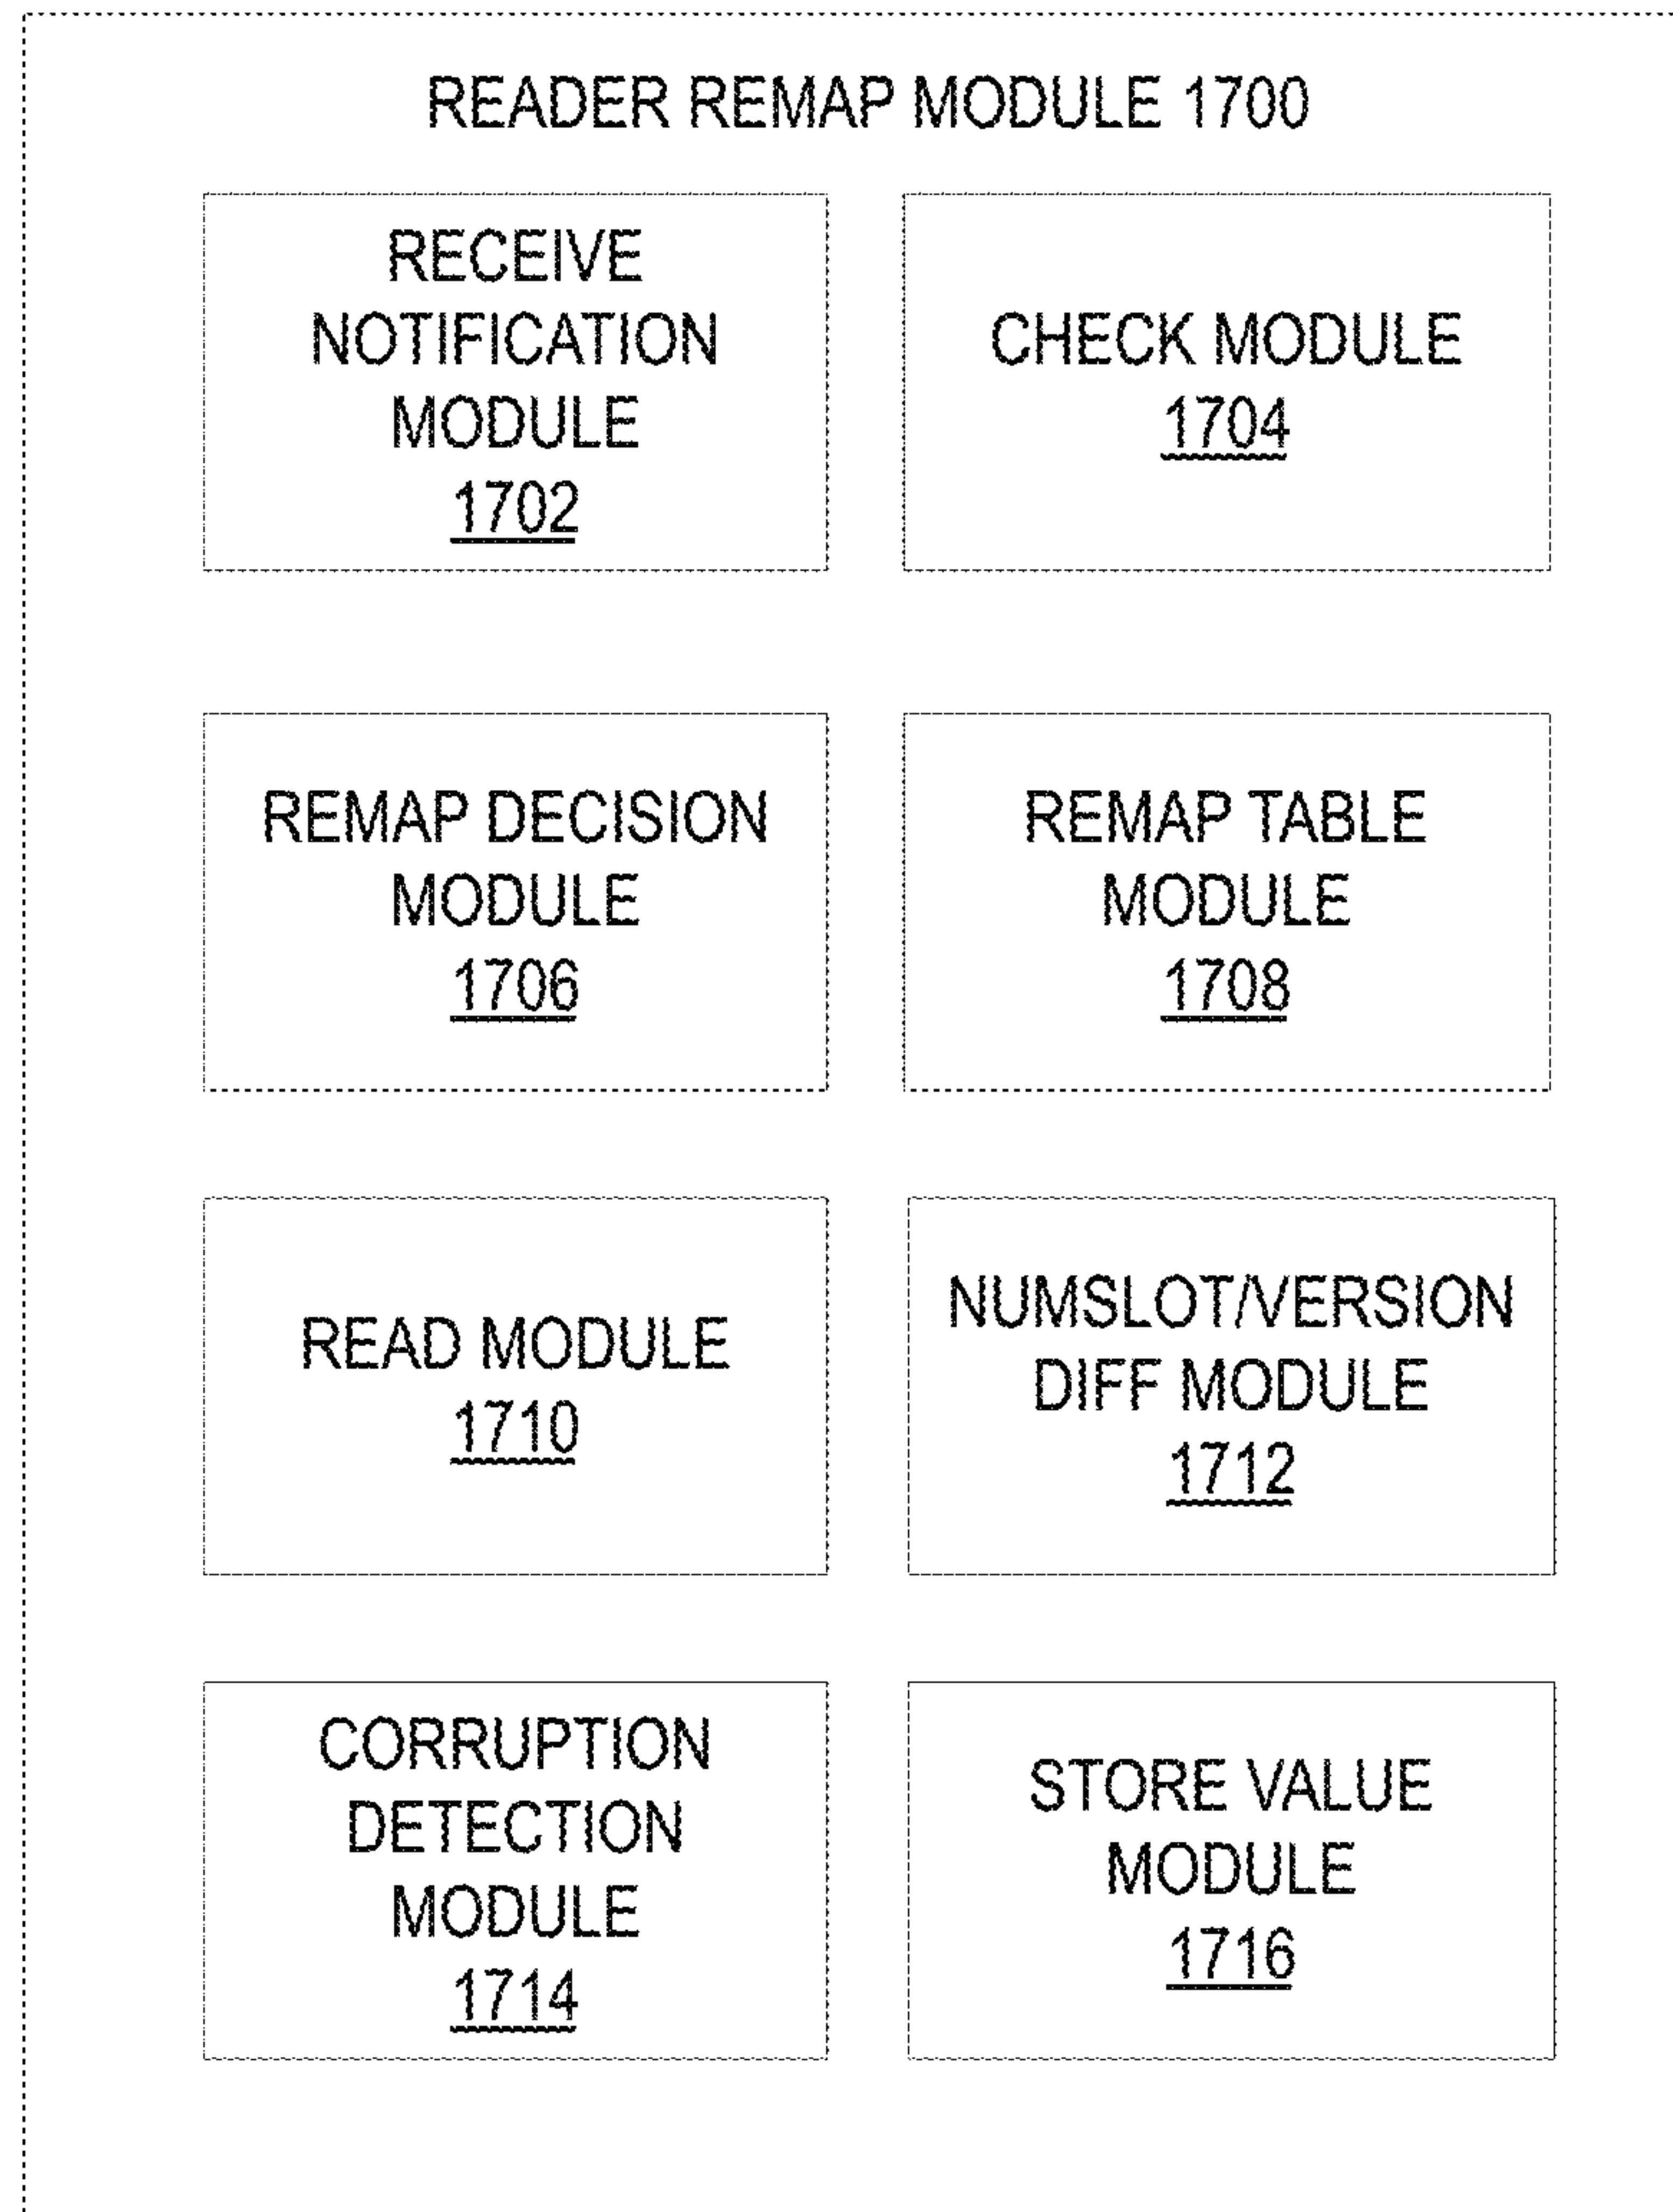 READER REMAP MODULE 1700
RECEIVE
NOTIFICATION
MODULE
1702
CHECK MODULE
1704
REMAP DECISION
MODULE
1706
REMAP TABLE
MODULE
1708
READ MODULE
1710
NUMSLOT/VERSION
DIFF MODULE
1712
CORRUPTION
DETECTION
MODULE
1714
STORE VALUE
MODULE
1716